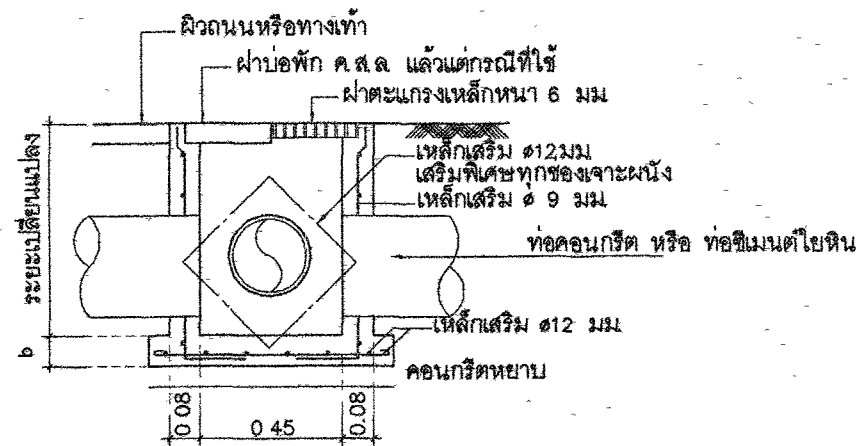 ผิวถนนหรือทางเท้า
ฝาบ่อพัก ค.ส.ล. แล้วแต่กรณีที่ใช้
ฝาตะแกรงเหล็กหนา 6 มม.
เหล็กเสริม ø12มม.
เสริมพิเศษทุกช่องเจาะผนัง
เหล็กเสริม ø 9 มม.
ท่อคอนกรีต หรือ ท่อซีเมนต์ใยหิน
ระยะเปลี่ยนแปลง
เหล็กเสริม ø12 มม.
b
คอนกรีตหยาบ
0.08
0.45
0.08